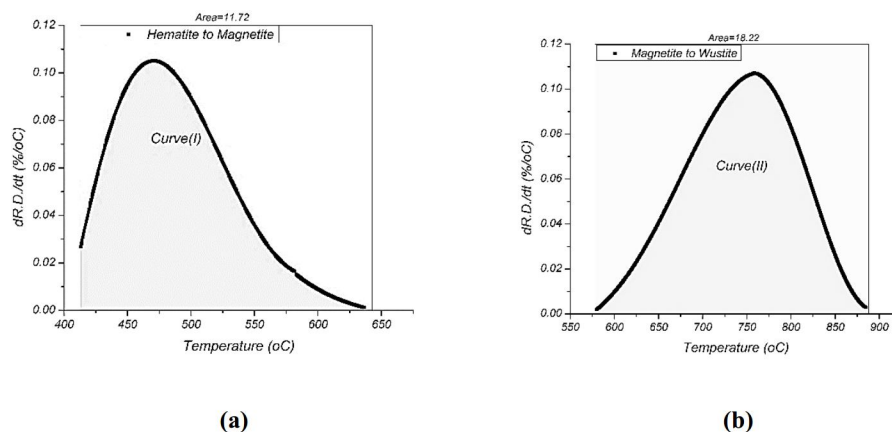 Area=11.72
Hematite to Magnetite
0.12
0.10
0.08
0.06
0.04
0.02
0.00
dR.D./dt (%/oC)
Curve(I)
400 450 500 550 600 650
Temperature (oC)
(a)
Area=18.22
Magnetite to Wustite
0.12
0.10
0.08
0.06
0.04
0.02
0.00
dR.D./dt (%/oC)
Curve(II)
550 600 650 700 750 800 850 900
Temperature (oC)
(b)